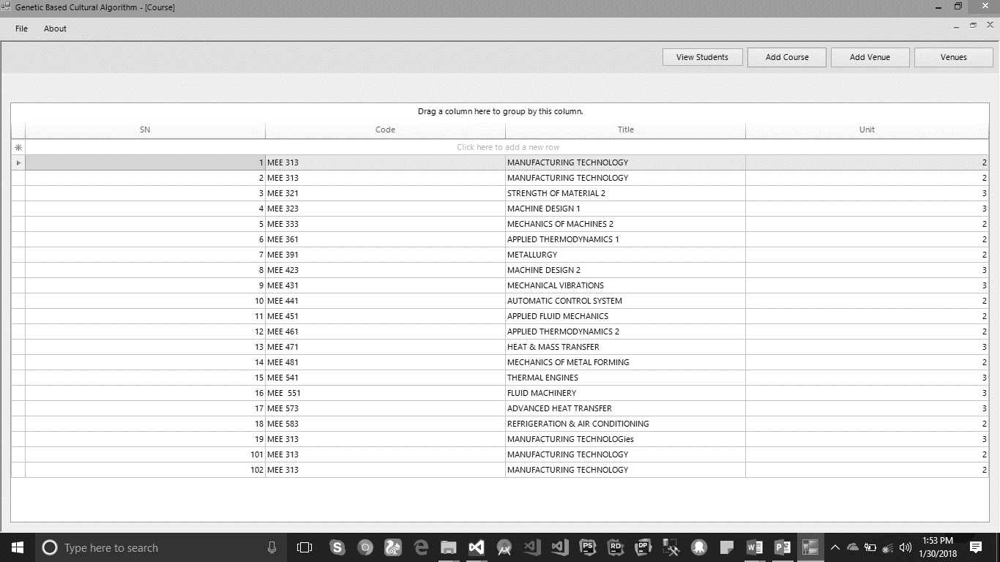 Genetic Based Cultural Algorithm - [Course]
File About
View Students Add Course Add Venue Venues
Drag a column here to group by this column.
SN Code Title Unit
Click here to add a new row
1 MEE 313 MANUFACTURING TECHNOLOGY 2
2 MEE 313 MANUFACTURING TECHNOLOGY 2
3 MEE 321 STRENGTH OF MATERIAL 2 3
4 MEE 323 MACHINE DESIGN 1 3
5 MEE 333 MECHANICS OF MACHINES 2 2
6 MEE 361 APPLIED THERMODYNAMICS 1 2
7 MEE 391 METALLURGY 2
8 MEE 423 MACHINE DESIGN 2 3
9 MEE 431 MECHANICAL VIBRATIONS 3
10 MEE 441 AUTOMATIC CONTROL SYSTEM 2
11 MEE 451 APPLIED FLUID MECHANICS 2
12 MEE 461 APPLIED THERMODYNAMICS 2 2
13 MEE 471 HEAT & MASS TRANSFER 3
14 MEE 481 MECHANICS OF METAL FORMING 2
15 MEE 541 THERMAL ENGINES 3
16 MEE  551 FLUID MACHINERY 3
17 MEE 573 ADVANCED HEAT TRANSFER 3
18 MEE 583 REFRIGERATION & AIR CONDITIONING 2
19 MEE 313 MANUFACTURING TECHNOLOGies 3
101 MEE 313 MANUFACTURING TECHNOLOGY 2
102 MEE 313 MANUFACTURING TECHNOLOGY 2
Type here to search PS RD DP 1:53 PM
1/30/2018